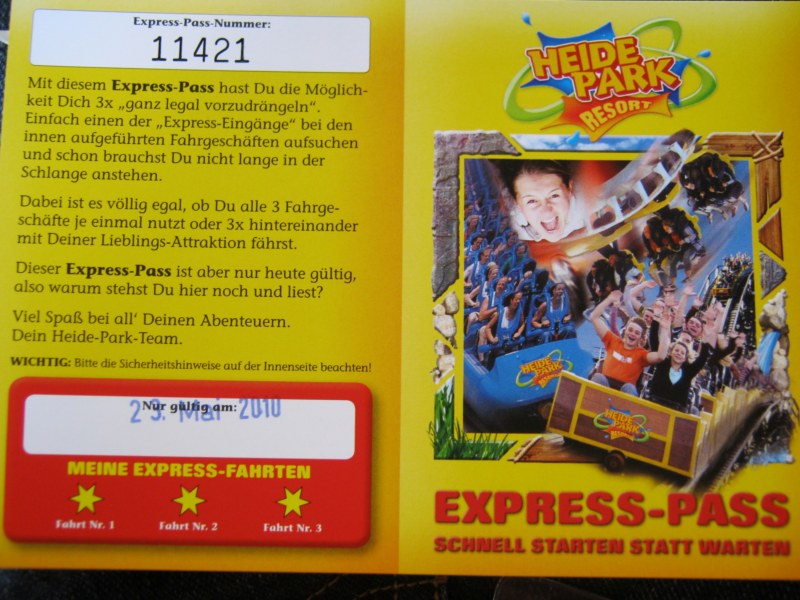 Express-Pass-Nummer:
11421
Mit diesem Express-Pass hast Du die Möglich-
keit Dich 3x „ganz legal vorzudrängeln“.
Einfach einen der „Express-Eingänge“ bei den
innen aufgeführten Fahrgeschäften aufsuchen
und schon brauchst Du nicht lange in der
Schlange anstehen.
Dabei ist es völlig egal, ob Du alle 3 Fahrge-
schäfte je einmal nutzt oder 3x hintereinander
mit Deiner Lieblings-Attraktion fährst.
Dieser Express-Pass ist aber nur heute gültig,
also warum stehst Du hier noch und liest?
Viel Spaß bei all' Deinen Abenteuern.
Dein Heide-Park-Team.
WICHTIG: Bitte die Sicherheitshinweise auf der Innenseite beachten!
Nur gültig am:
23. Mai 2010
MEINE EXPRESS-FAHRTEN
Fahrt Nr. 1 Fahrt Nr. 2 Fahrt Nr. 3
HEIDE
PARK
RESORT
HEIDE
PARK
HEIDE
PARK
EXPRESS-PASS
SCHNELL STARTEN STATT WARTEN